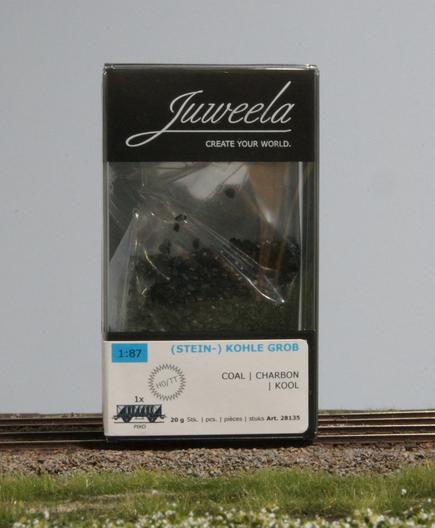 Juweela
CREATE YOUR WORLD.
1:87
(STEIN-) KOHLE GROB
HO/TT
COAL | CHARBON
| KOOL
1x
PIKO
20 g Stk. | pcs. | pièces | stuks Art. 28135